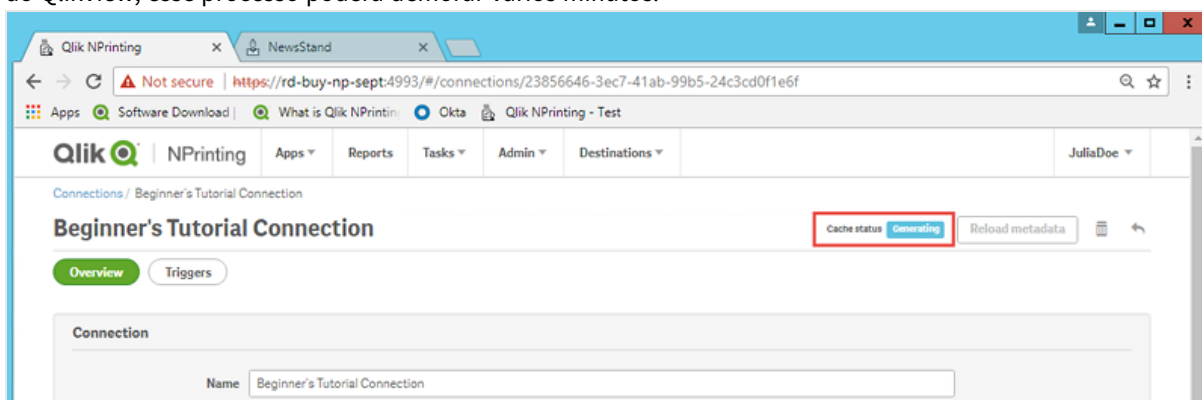 do QlikView, esse processo poderá demorar vários minutos.
Qlik NPrinting
NewsStand
Not secure | https://rd-buy-np-sept:4993/#/connections/23856646-3ec7-41ab-99b5-24c3cd0f1e6f
Apps Software Download | What is Qlik NPrintin Okta Qlik NPrinting - Test
Qlik NPrinting Apps Reports Tasks Admin Destinations JuliaDoe
Connections / Beginner's Tutorial Connection
Beginner's Tutorial Connection Cache status Generating Reload metadata
Overview Triggers
Connection
Name Beginner's Tutorial Connection